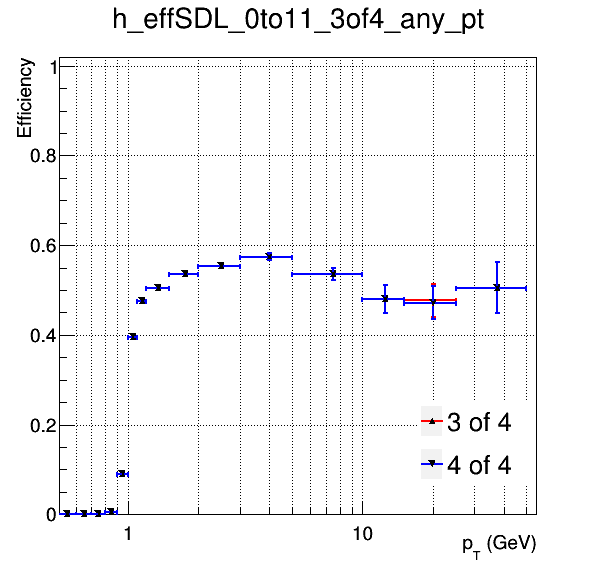 h_effSDL_0to11_3of4_any_pt
Efficiency
1
0.8
0.6
0.4
0.2
0
3 of 4
4 of 4
1
10
p_T (GeV)